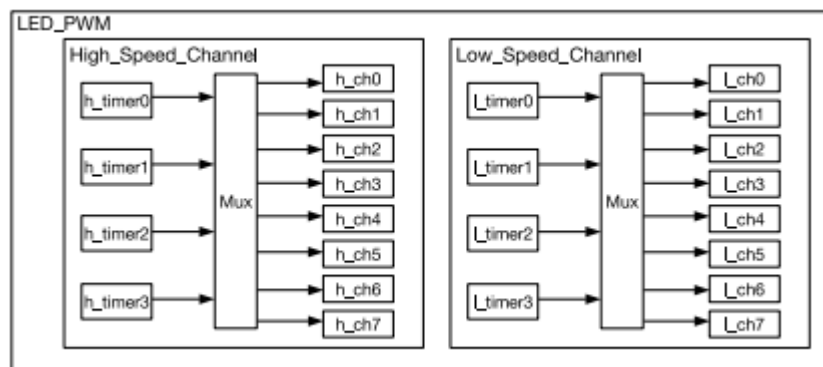 LED_PWM
High_Speed_Channel
h_timer0
h_timer1
h_timer2
h_timer3
Mux
h_ch0
h_ch1
h_ch2
h_ch3
h_ch4
h_ch5
h_ch6
h_ch7
Low_Speed_Channel
l_timer0
l_timer1
l_timer2
l_timer3
Mux
l_ch0
l_ch1
l_ch2
l_ch3
l_ch4
l_ch5
l_ch6
l_ch7